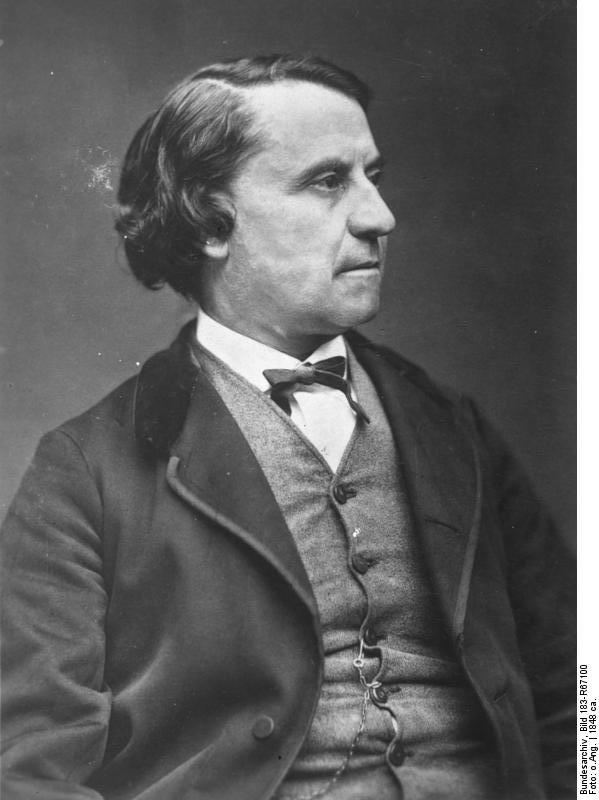 Bundesarchiv, Bild 183-R67100
Foto: o.Ang. | 1848 ca.